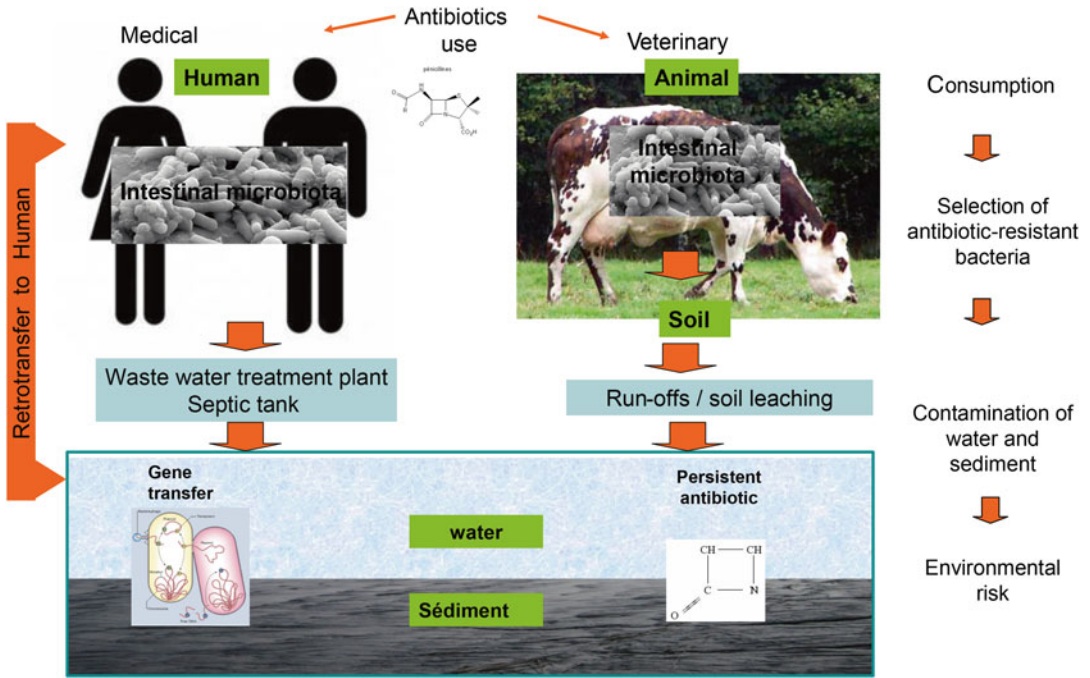 Antibiotics
use
Medical
Human
Veterinary
Animal
pénicillines
H
N
S
O
R
N
O
CO₂H
Intestinal microbiota
Intestinal
microbiota
Soil
Retrotransfer to Human
Waste water treatment plant
Septic tank
Run-offs / soil leaching
Gene
transfer
Persistent
antibiotic
water
Sédiment
CH CH
C N
O
Consumption
Selection of
antibiotic-resistant
bacteria
Contamination of
water and
sediment
Environmental
risk